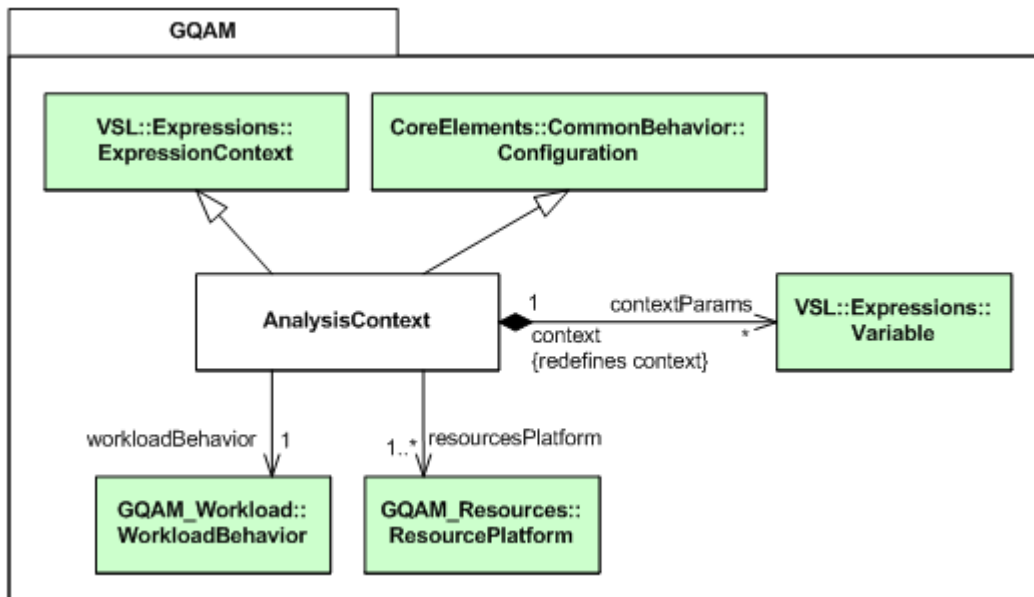 GQAM
VSL::Expressions::
ExpressionContext
CoreElements::CommonBehavior::
Configuration
AnalysisContext
1
contextParams
context
*
{redefines context}
VSL::Expressions::
Variable
workloadBehavior
1
1..*
resourcesPlatform
GQAM_Workload::
WorkloadBehavior
GQAM_Resources::
ResourcePlatform